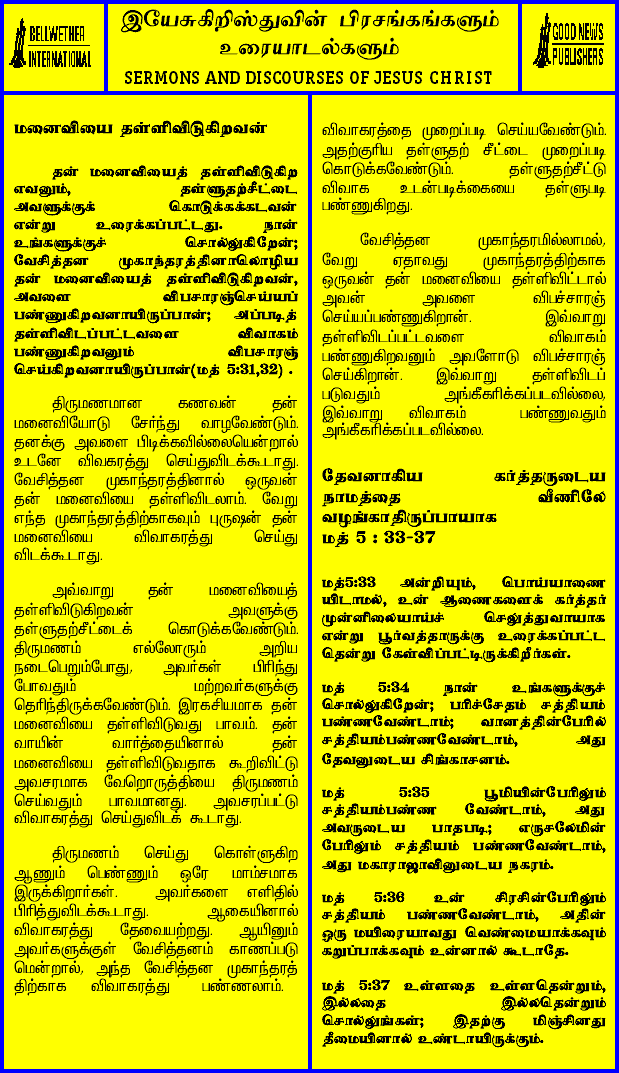 BELLWETHER
INTERNATIONAL
இயேசுகிறிஸ்துவின் பிரசங்கங்களும்
உரையாடல்களும்
SERMONS AND DISCOURSES OF JESUS CHRIST
GOOD NEWS
PUBLISHERS
மனைவியை தள்ளிவிடுகிறவன்
தன் மனைவியைத் தள்ளிவிடுகிற
எவனும், தள்ளுதற்சீட்டை
அவளுக்குக் கொடுக்கக்கடவன்
என்று உரைக்கப்பட்டது. நான்
உங்களுக்குச் சொல்லுகிறேன்;
வேசித்தன முகாந்தரத்தினாலொழிய
தன் மனைவியைத் தள்ளிவிடுகிறவன்,
அவளை விபசாரஞ்செய்யப்
பண்ணுகிறவனாயிருப்பான்; அப்படித்
தள்ளிவிடப்பட்டவளை விவாகம்
பண்ணுகிறவனும் விபசாரஞ்
செய்கிறவனாயிருப்பான்(மத் 5:31,32) .
திருமணமான கணவன் தன்
மனைவியோடு சேர்ந்து வாழவேண்டும்.
தனக்கு அவளை பிடிக்கவில்லையென்றால்
உடனே விவகரத்து செய்துவிடக்கூடாது.
வேசித்தன முகாந்தரத்தினால் ஒருவன்
தன் மனைவியை தள்ளிவிடலாம். வேறு
எந்த முகாந்தரத்திற்காகவும் புருஷன் தன்
மனைவியை விவாகரத்து செய்து
விடக்கூடாது.
அவ்வாறு தன் மனைவியைத்
தள்ளிவிடுகிறவன் அவளுக்கு
தள்ளுதற்சீட்டைக் கொடுக்கவேண்டும்.
திருமணம் எல்லோரும் அறிய
நடைபெறும்போது, அவர்கள் பிரிந்து
போவதும் மற்றவர்களுக்கு
தெரிந்திருக்கவேண்டும். இரகசியமாக தன்
மனைவியை தள்ளிவிடுவது பாவம். தன்
வாயின் வார்த்தையினால் தன்
மனைவியை தள்ளிவிடுவதாக கூறிவிட்டு
அவசரமாக வேறொருத்தியை திருமணம்
செய்வதும் பாவமானது. அவசரப்பட்டு
விவாகரத்து செய்துவிடக் கூடாது.
திருமணம் செய்து கொள்ளுகிற
ஆணும் பெண்ணும் ஒரே மாம்சமாக
இருக்கிறார்கள். அவர்களை எளிதில்
பிரித்துவிடக்கூடாது. ஆகையினால்
விவாகரத்து தேவையற்றது. ஆயினும்
அவர்களுக்குள் வேசித்தனம் காணப்படு
மென்றால், அந்த வேசித்தன முகாந்தரத்
திற்காக விவாகரத்து பண்ணலாம்.
விவாகரத்தை முறைப்படி செய்யவேண்டும்.
அதற்குரிய தள்ளுதற் சீட்டை முறைப்படி
கொடுக்கவேண்டும். தள்ளுதற்சீட்டு
விவாக உடன்படிக்கையை தள்ளுபடி
பண்ணுகிறது.
வேசித்தன முகாந்தரமில்லாமல்,
வேறு ஏதாவது முகாந்தரத்திற்காக
ஒருவன் தன் மனைவியை தள்ளிவிட்டால்
அவன் அவளை விபச்சாரஞ்
செய்யப்பண்ணுகிறான். இவ்வாறு
தள்ளிவிடப்பட்டவளை விவாகம்
பண்ணுகிறவனும் அவளோடு விபச்சாரஞ்
செய்கிறான். இவ்வாறு தள்ளிவிடப்
படுவதும் அங்கீகரிக்கப்படவில்லை,
இவ்வாறு விவாகம் பண்ணுவதும்
அங்கீகரிக்கப்படவில்லை.
தேவனாகிய கர்த்தருடைய
நாமத்தை வீணிலே
வழங்காதிருப்பாயாக
மத் 5 : 33-37
மத்5:33 அன்றியும், பொய்யாணை
யிடாமல், உன் ஆணைகளைக் கர்த்தர்
முன்னிலையாய்ச் செலுத்துவாயாக
என்று பூர்வத்தாருக்கு உரைக்கப்பட்ட
தென்று கேள்விப்பட்டிருக்கிறீர்கள்.
மத் 5:34 நான் உங்களுக்குச்
சொல்லுகிறேன்; பரிச்சேதம் சத்தியம்
பண்ணவேண்டாம்; வானத்தின்பேரில்
சத்தியம்பண்ணவேண்டாம், அது
தேவனுடைய சிங்காசனம்.
மத் 5:35 பூமியின்பேரிலும்
சத்தியம்பண்ண வேண்டாம், அது
அவருடைய பாதபடி; எருசலேமின்
பேரிலும் சத்தியம் பண்ணவேண்டாம்,
அது மகாராஜாவினுடைய நகரம்.
மத் 5:36 உன் சிரசின்பேரிலும்
சத்தியம் பண்ணவேண்டாம், அதின்
ஒரு மயிரையாவது வெண்மையாக்கவும்
கறுப்பாக்கவும் உன்னால் கூடாதே.
மத் 5:37 உள்ளதை உள்ளதென்றும்,
இல்லதை இல்லதென்றும்
சொல்லுங்கள்; இதற்கு மிஞ்சினது
தீமையினால் உண்டாயிருக்கும்.